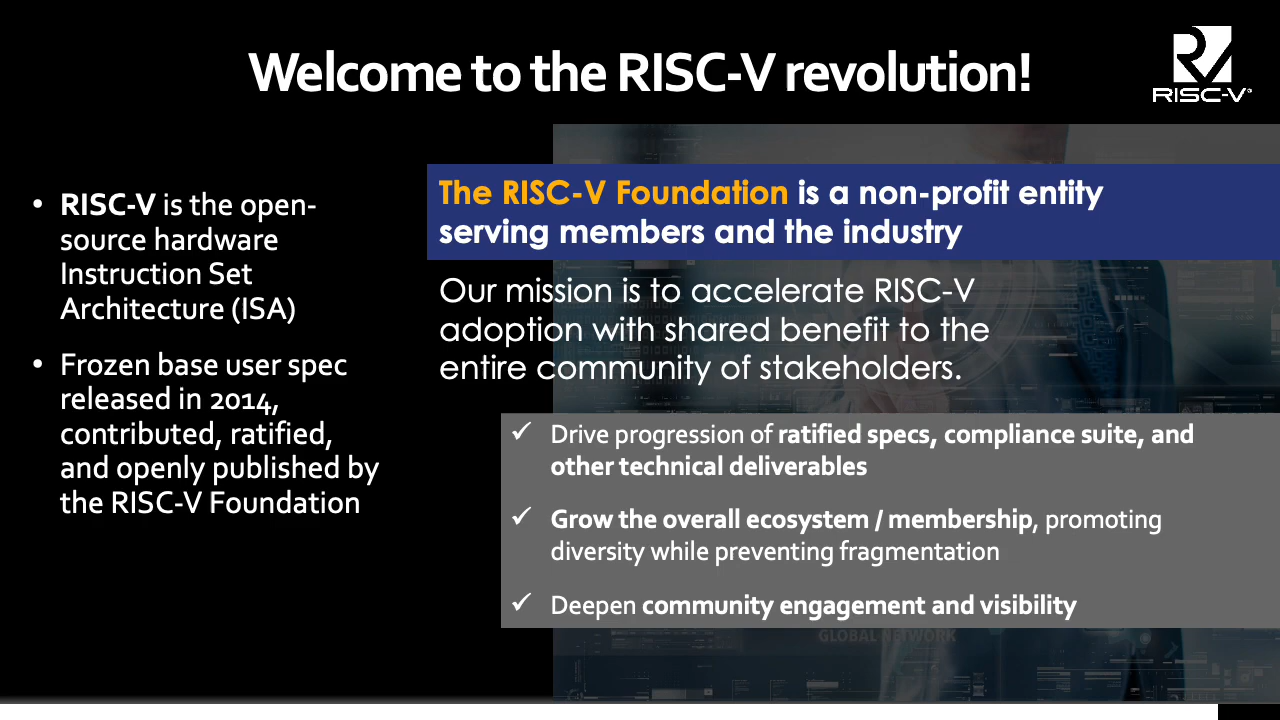 Welcome to the RISC-V revolution!
RISC-V®
• RISC-V is the open-
source hardware
Instruction Set
Architecture (ISA)
• Frozen base user spec
released in 2014,
contributed, ratified,
and openly published by
the RISC-V Foundation
The RISC-V Foundation is a non-profit entity
serving members and the industry
Our mission is to accelerate RISC-V
adoption with shared benefit to the
entire community of stakeholders.
✓ Drive progression of ratified specs, compliance suite, and
other technical deliverables
✓ Grow the overall ecosystem / membership, promoting
diversity while preventing fragmentation
✓ Deepen community engagement and visibility
GLOBAL NETWORK